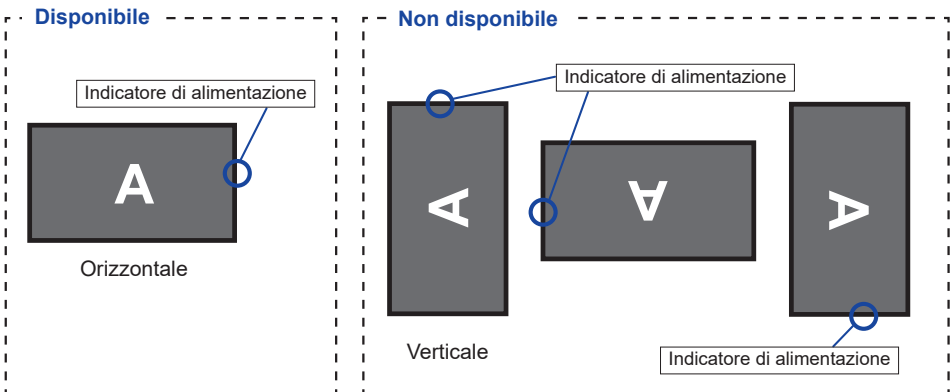 Disponibile
Indicatore di alimentazione
A
Orizzontale
Non disponibile
Indicatore di alimentazione
A
A
A
Verticale
Indicatore di alimentazione